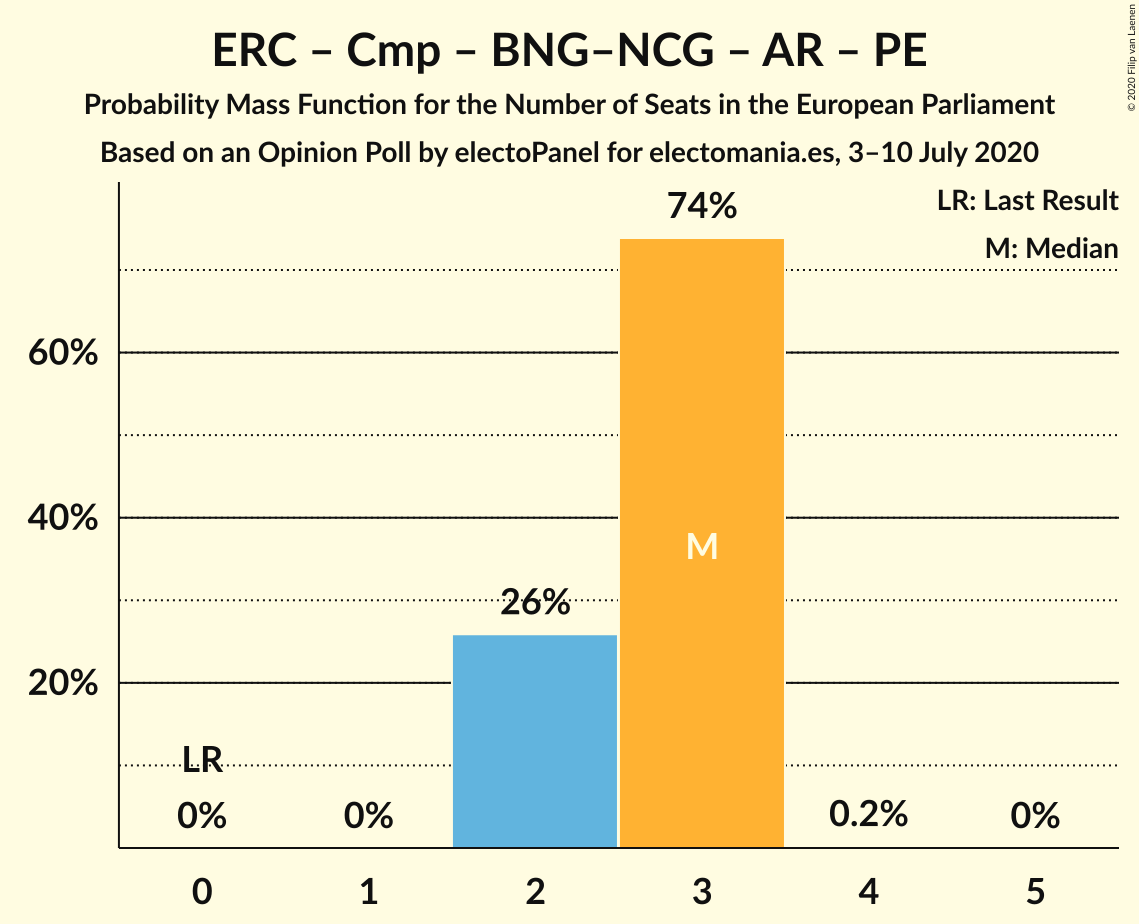 ERC – Cmp – BNG–NCG – AR – PE
Probability Mass Function for the Number of Seats in the European Parliament
Based on an Opinion Poll by electoPanel for electomania.es, 3–10 July 2020
© 2020 Filip van Laenen
LR: Last Result
M: Median
74%
60%
40%
M
26%
20%
LR
0%
0%
0.2%
0%
0
1
2
3
4
5